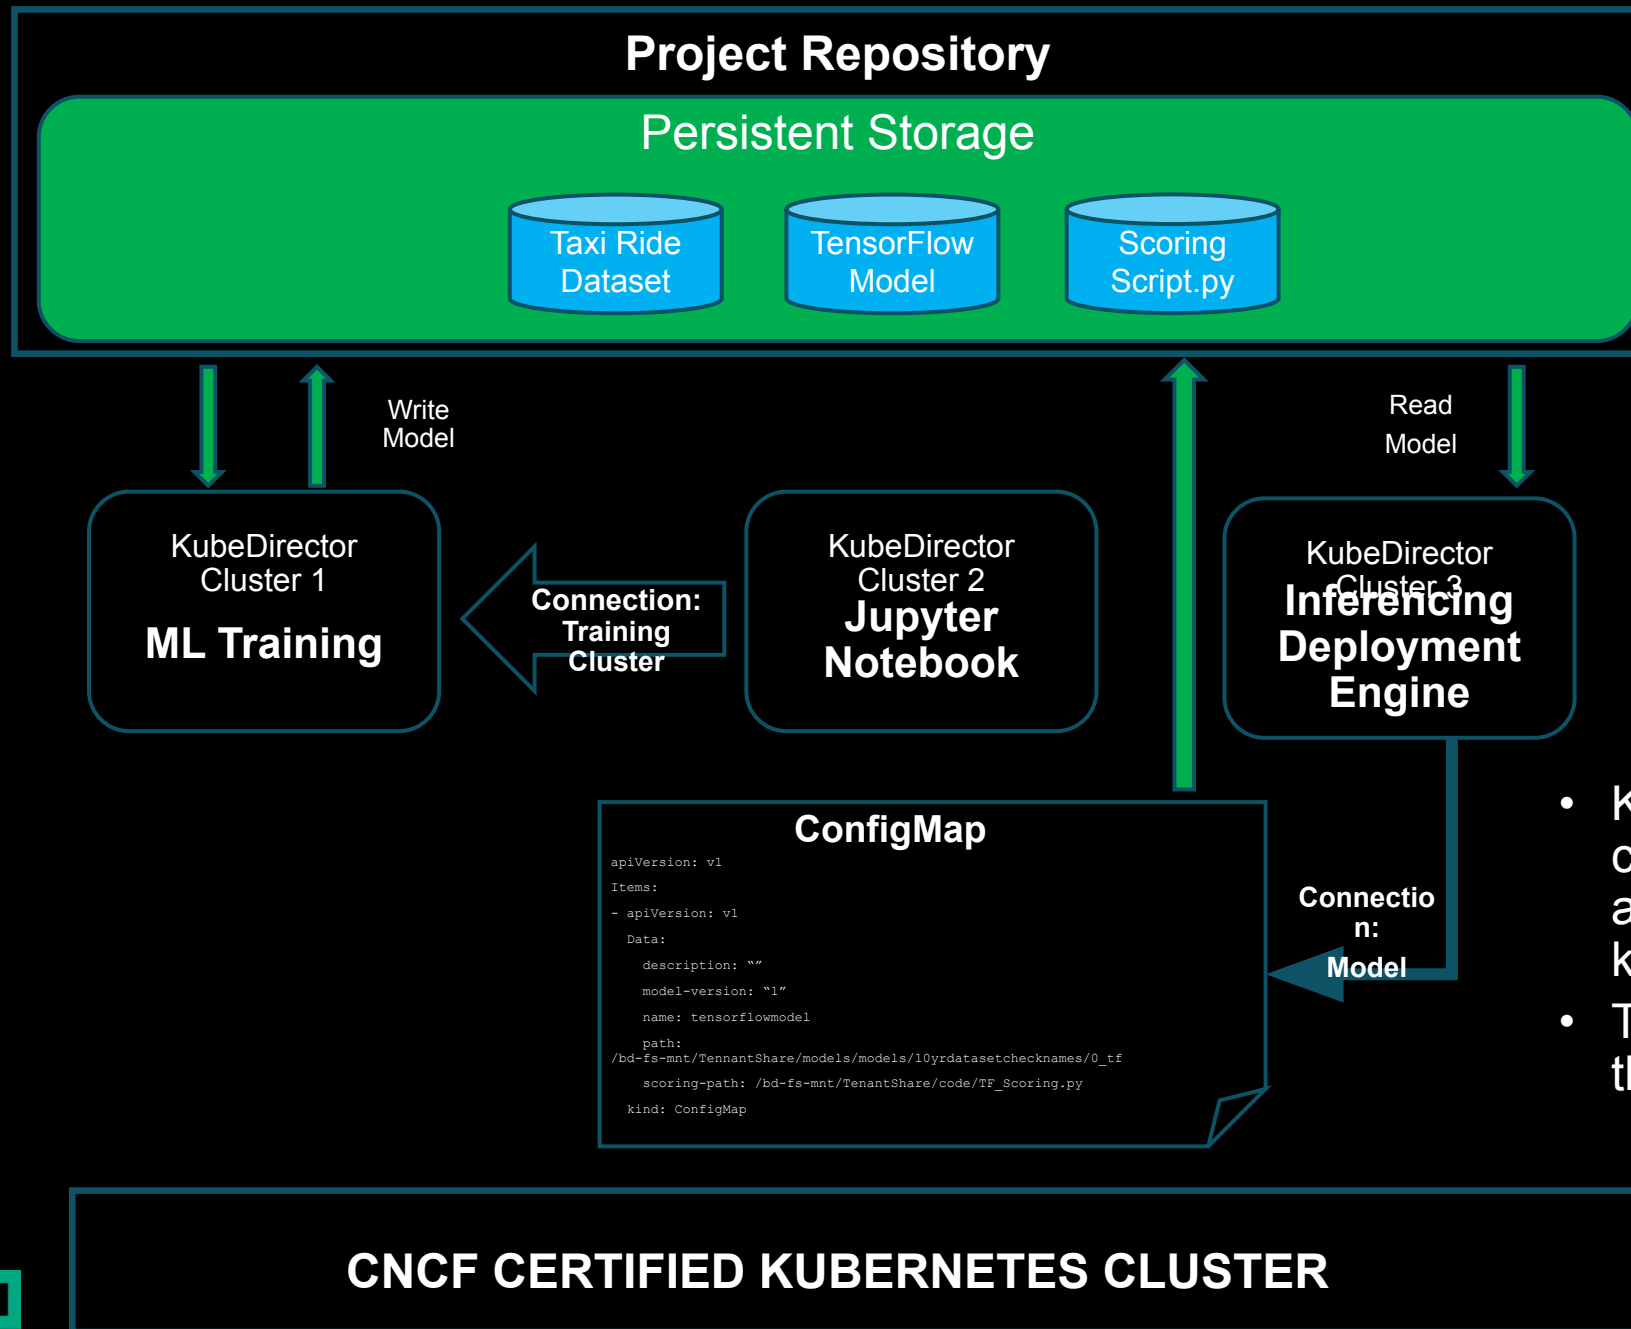 Project Repository
Persistent Storage
Taxi Ride
Dataset
TensorFlow
Model
Scoring
Script.py
Write
Model
Read
Model
KubeDirector
Cluster 1
ML Training
Connection:
Training
Cluster
KubeDirector
Cluster 2
Jupyter
Notebook
KubeDirector
Cluster 3
Inferencing
Deployment
Engine
ConfigMap
apiVersion: v1
Items:
- apiVersion: v1
Data:
description: “”
model-version: “1”
name: tensorflowmodel
path:
/bd-fs-mnt/TennantShare/models/models/10yrdatasetchecknames/0_tf
scoring-path: /bd-fs-mnt/TenantShare/code/TF_Scoring.py
kind: ConfigMap
Connectio
n:
Model
CNCF CERTIFIED KUBERNETES CLUSTER